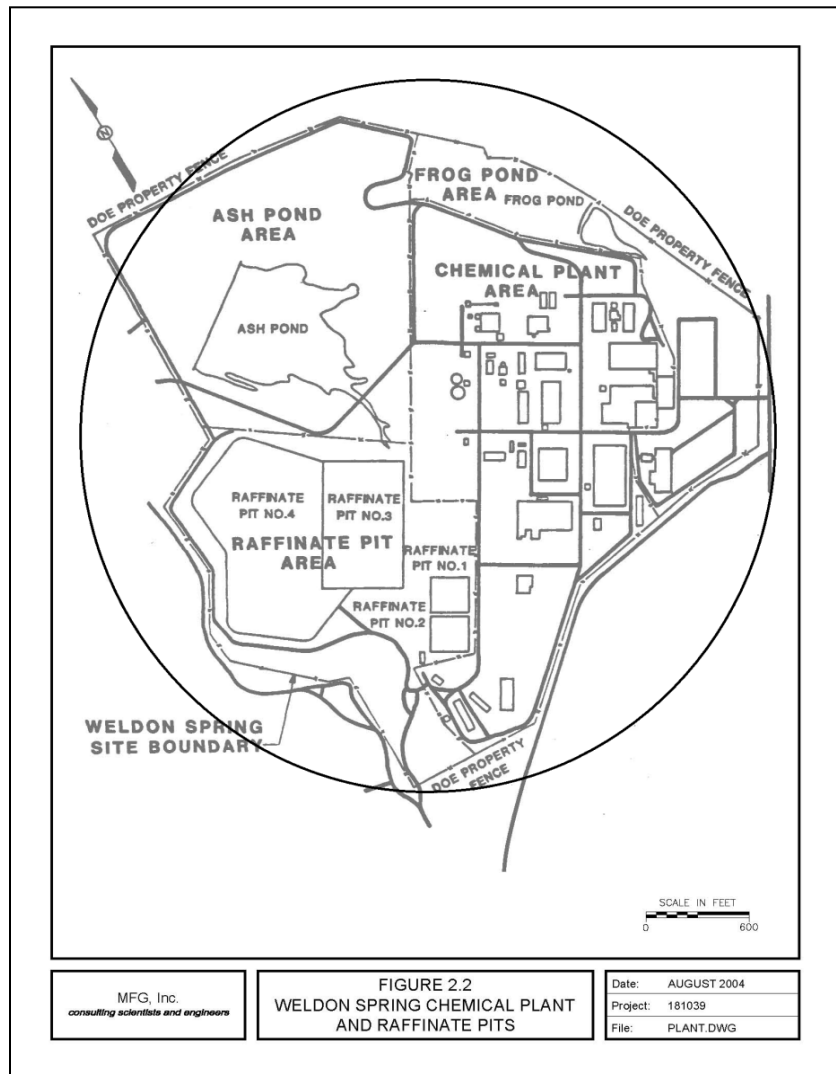 N
DOE PROPERTY FENCE
FROG POND
AREA
FROG POND
DOE PROPERTY FENCE
ASH POND
AREA
CHEMICAL PLANT
AREA
ASH POND
RAFFINATE
PIT NO.4
RAFFINATE
PIT NO.3
RAFFINATE PIT
AREA
RAFFINATE
PIT NO.1
RAFFINATE
PIT NO.2
WELDON SPRING
SITE BOUNDARY
DOE PROPERTY
FENCE
SCALE IN FEET
0 600
MFG, Inc.
consulting scientists and engineers
FIGURE 2.2
WELDON SPRING CHEMICAL PLANT
AND RAFFINATE PITS
Date: AUGUST 2004
Project: 181039
File: PLANT.DWG